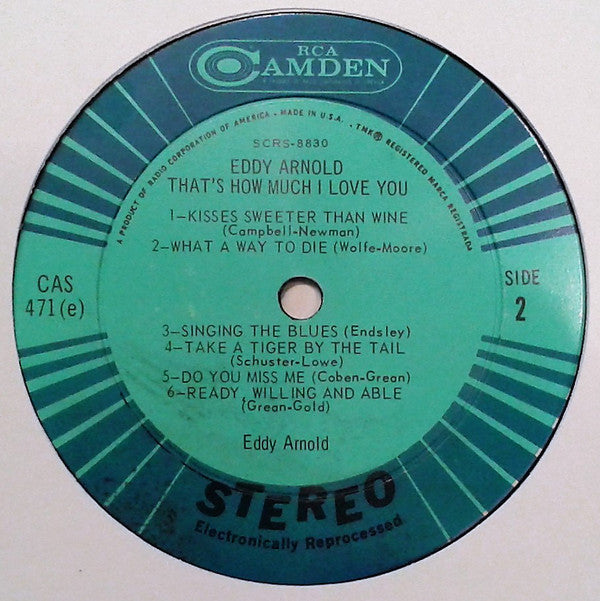 RCA
CAMDEN
A PRODUCT OF RADIO CORPORATION OF AMERICA - MADE IN U.S.A. . TMK® REGISTERED MARCA REGISTRADA
SCRS-8830
EDDY ARNOLD
THAT'S HOW MUCH I LOVE YOU
1-KISSES SWEETER THAN WINE
(Campbell-Newman)
2-WHAT A WAY TO DIE (Wolfe-Moore)
CAS
471(e)
SIDE
2
3-SINGING THE BLUES (Endsley)
4-TAKE A TIGER BY THE TAIL
(Schuster-Lowe)
5-DO YOU MISS ME (Coben-Grean)
6-READY, WILLING AND ABLE
(Grean-Gold)
Eddy Arnold
STEREO
Electronically Reprocessed